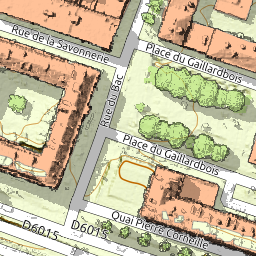 Rue de la Savonnerie
Place du Gaillardbois
Rue du Bac
Place du Gaillardbois
D6015
D6015
Quai Pierre Corneille